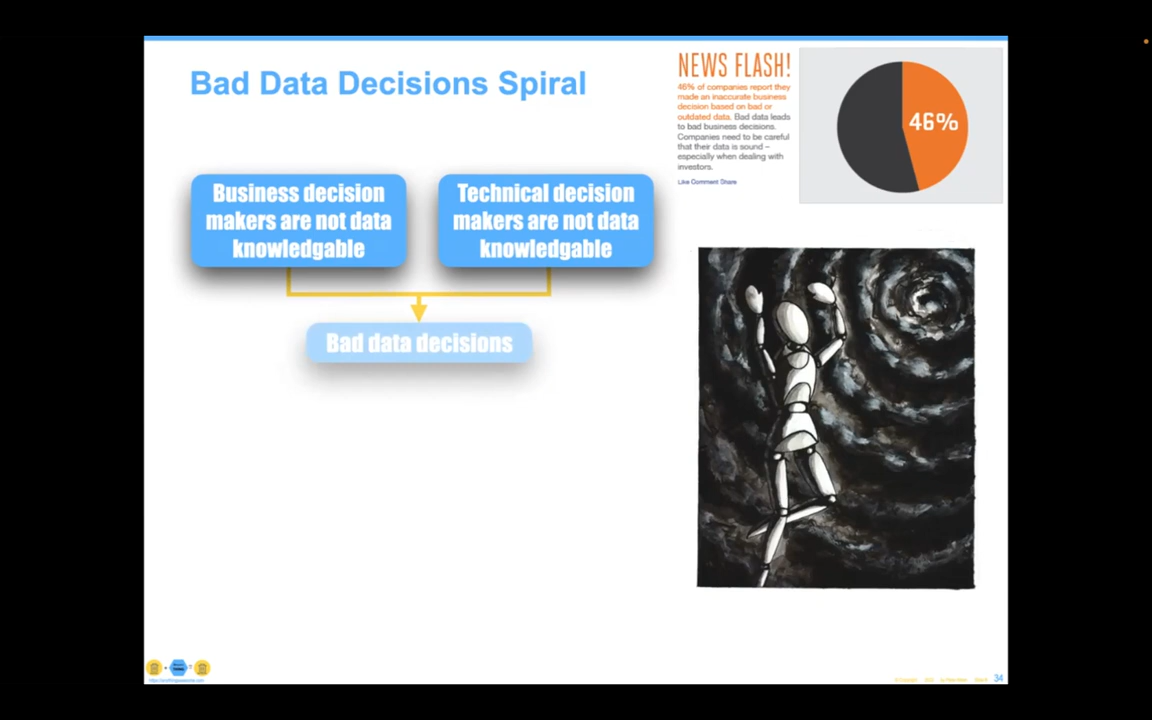 Bad Data Decisions Spiral
NEWS FLASH!
46% of companies report they
made an inaccurate business
decision based on bad or
outdated data. Bad data leads
to bad business decisions.
Companies need to be careful
that their data is sound –
especially when dealing with
investors.
Like Comment Share
46%
Business decision
makers are not data
knowledgable
Technical decision
makers are not data
knowledgable
Bad data decisions
34